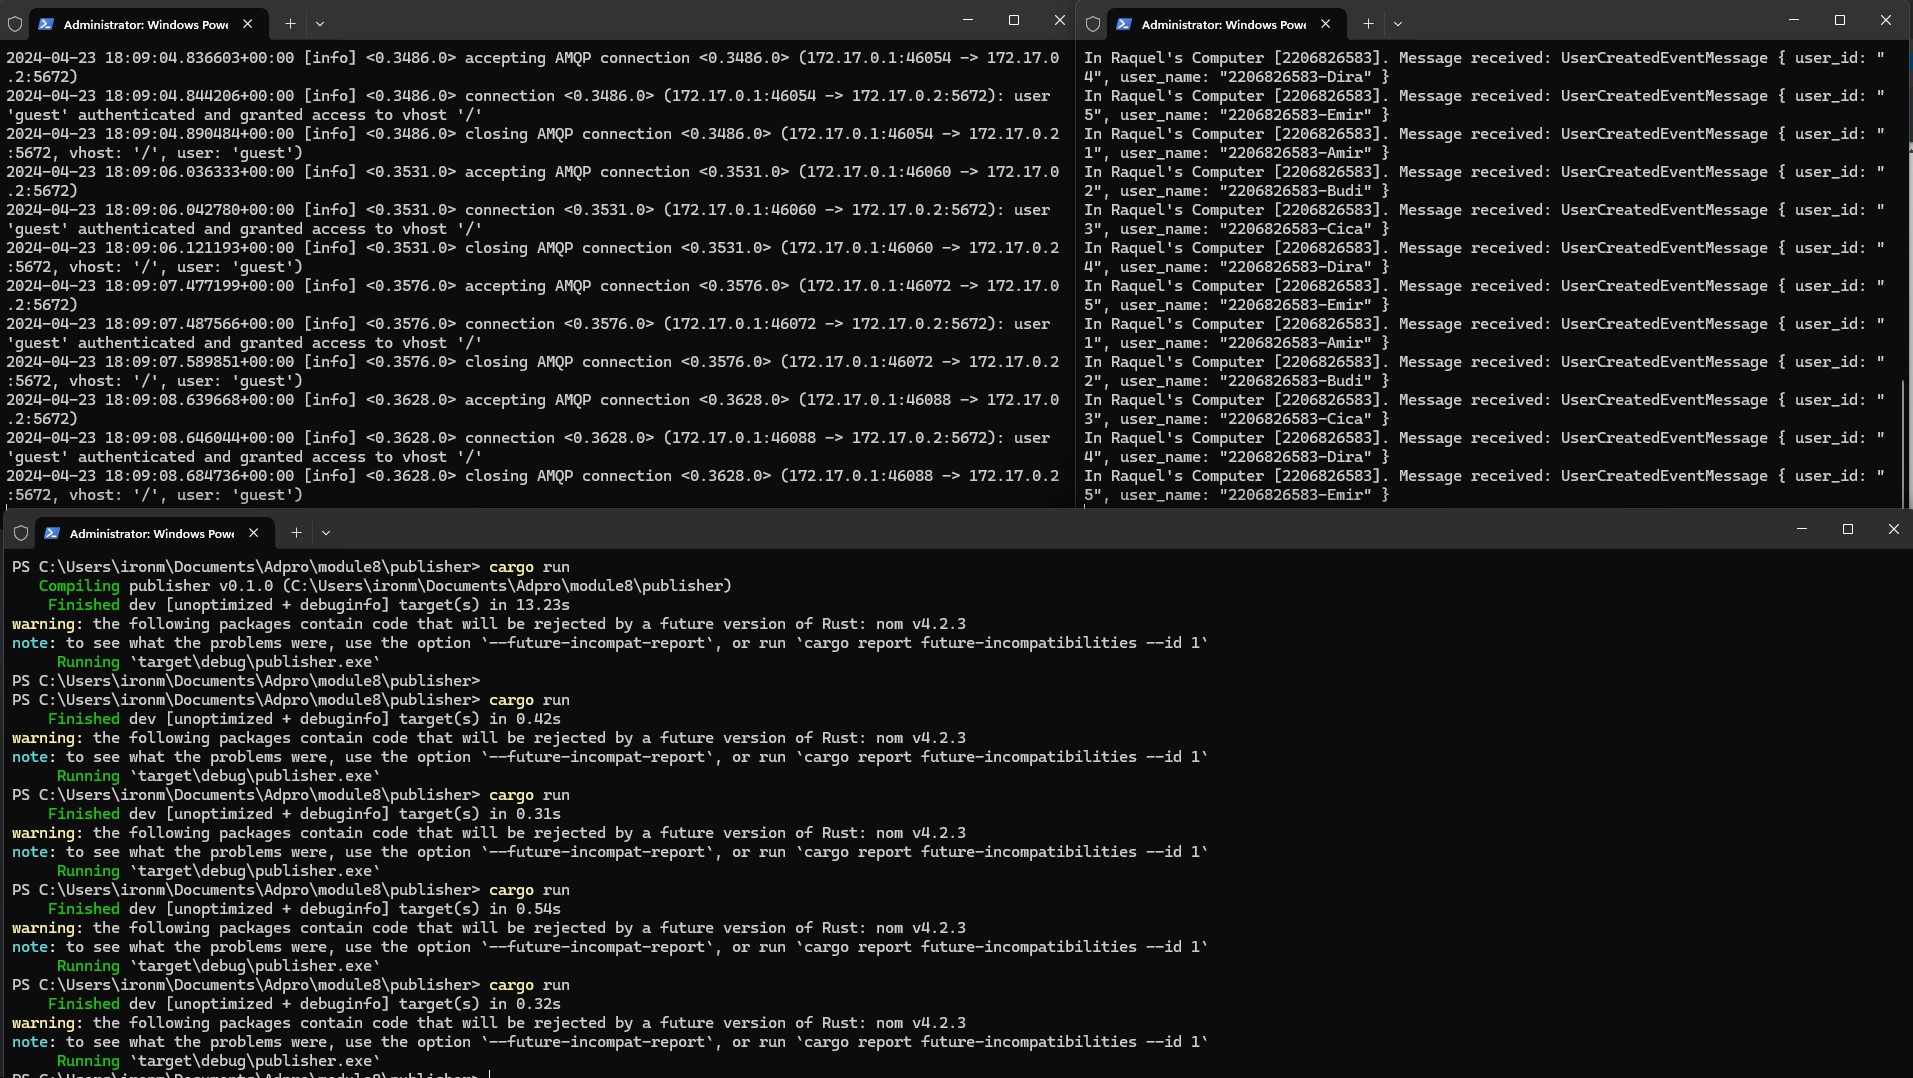 Administrator: Windows Powe
2024-04-23 18:09:04.836603+00:00 [info] <0.3486.0> accepting AMQP connection <0.3486.0> (172.17.0.1:46054 -> 172.17.0
.2:5672)
2024-04-23 18:09:04.844206+00:00 [info] <0.3486.0> connection <0.3486.0> (172.17.0.1:46054 -> 172.17.0.2:5672): user
'guest' authenticated and granted access to vhost '/'
2024-04-23 18:09:04.890484+00:00 [info] <0.3486.0> closing AMQP connection <0.3486.0> (172.17.0.1:46054 -> 172.17.0.2
:5672, vhost: '/', user: 'guest')
2024-04-23 18:09:06.036333+00:00 [info] <0.3531.0> accepting AMQP connection <0.3531.0> (172.17.0.1:46060 -> 172.17.0
.2:5672)
2024-04-23 18:09:06.042780+00:00 [info] <0.3531.0> connection <0.3531.0> (172.17.0.1:46060 -> 172.17.0.2:5672): user
'guest' authenticated and granted access to vhost '/'
2024-04-23 18:09:06.121193+00:00 [info] <0.3531.0> closing AMQP connection <0.3531.0> (172.17.0.1:46060 -> 172.17.0.2
:5672, vhost: '/', user: 'guest')
2024-04-23 18:09:07.477199+00:00 [info] <0.3576.0> accepting AMQP connection <0.3576.0> (172.17.0.1:46072 -> 172.17.0
.2:5672)
2024-04-23 18:09:07.487566+00:00 [info] <0.3576.0> connection <0.3576.0> (172.17.0.1:46072 -> 172.17.0.2:5672): user
'guest' authenticated and granted access to vhost '/'
2024-04-23 18:09:07.589851+00:00 [info] <0.3576.0> closing AMQP connection <0.3576.0> (172.17.0.1:46072 -> 172.17.0.2
:5672, vhost: '/', user: 'guest')
2024-04-23 18:09:08.639668+00:00 [info] <0.3628.0> accepting AMQP connection <0.3628.0> (172.17.0.1:46088 -> 172.17.0
.2:5672)
2024-04-23 18:09:08.646044+00:00 [info] <0.3628.0> connection <0.3628.0> (172.17.0.1:46088 -> 172.17.0.2:5672): user
'guest' authenticated and granted access to vhost '/'
2024-04-23 18:09:08.684736+00:00 [info] <0.3628.0> closing AMQP connection <0.3628.0> (172.17.0.1:46088 -> 172.17.0.2
:5672, vhost: '/', user: 'guest')
Administrator: Windows Powe
In Raquel's Computer [2206826583]. Message received: UserCreatedEventMessage { user_id: "
4", user_name: "2206826583-Dira" }
In Raquel's Computer [2206826583]. Message received: UserCreatedEventMessage { user_id: "
5", user_name: "2206826583-Emir" }
In Raquel's Computer [2206826583]. Message received: UserCreatedEventMessage { user_id: "
1", user_name: "2206826583-Amir" }
In Raquel's Computer [2206826583]. Message received: UserCreatedEventMessage { user_id: "
2", user_name: "2206826583-Budi" }
In Raquel's Computer [2206826583]. Message received: UserCreatedEventMessage { user_id: "
3", user_name: "2206826583-Cica" }
In Raquel's Computer [2206826583]. Message received: UserCreatedEventMessage { user_id: "
4", user_name: "2206826583-Dira" }
In Raquel's Computer [2206826583]. Message received: UserCreatedEventMessage { user_id: "
5", user_name: "2206826583-Emir" }
In Raquel's Computer [2206826583]. Message received: UserCreatedEventMessage { user_id: "
1", user_name: "2206826583-Amir" }
In Raquel's Computer [2206826583]. Message received: UserCreatedEventMessage { user_id: "
2", user_name: "2206826583-Budi" }
In Raquel's Computer [2206826583]. Message received: UserCreatedEventMessage { user_id: "
3", user_name: "2206826583-Cica" }
In Raquel's Computer [2206826583]. Message received: UserCreatedEventMessage { user_id: "
4", user_name: "2206826583-Dira" }
In Raquel's Computer [2206826583]. Message received: UserCreatedEventMessage { user_id: "
5", user_name: "2206826583-Emir" }
Administrator: Windows Powe
PS C:\Users\ironm\Documents\Adpro\module8\publisher> cargo run
Compiling publisher v0.1.0 (C:\Users\ironm\Documents\Adpro\module8\publisher)
Finished dev [unoptimized + debuginfo] target(s) in 13.23s
warning: the following packages contain code that will be rejected by a future version of Rust: nom v4.2.3
note: to see what the problems were, use the option `--future-incompat-report`, or run `cargo report future-incompatibilities --id 1`
Running `target\debug\publisher.exe`
PS C:\Users\ironm\Documents\Adpro\module8\publisher>
PS C:\Users\ironm\Documents\Adpro\module8\publisher> cargo run
Finished dev [unoptimized + debuginfo] target(s) in 0.42s
warning: the following packages contain code that will be rejected by a future version of Rust: nom v4.2.3
note: to see what the problems were, use the option `--future-incompat-report`, or run `cargo report future-incompatibilities --id 1`
Running `target\debug\publisher.exe`
PS C:\Users\ironm\Documents\Adpro\module8\publisher> cargo run
Finished dev [unoptimized + debuginfo] target(s) in 0.31s
warning: the following packages contain code that will be rejected by a future version of Rust: nom v4.2.3
note: to see what the problems were, use the option `--future-incompat-report`, or run `cargo report future-incompatibilities --id 1`
Running `target\debug\publisher.exe`
PS C:\Users\ironm\Documents\Adpro\module8\publisher> cargo run
Finished dev [unoptimized + debuginfo] target(s) in 0.54s
warning: the following packages contain code that will be rejected by a future version of Rust: nom v4.2.3
note: to see what the problems were, use the option `--future-incompat-report`, or run `cargo report future-incompatibilities --id 1`
Running `target\debug\publisher.exe`
PS C:\Users\ironm\Documents\Adpro\module8\publisher> cargo run
Finished dev [unoptimized + debuginfo] target(s) in 0.32s
warning: the following packages contain code that will be rejected by a future version of Rust: nom v4.2.3
note: to see what the problems were, use the option `--future-incompat-report`, or run `cargo report future-incompatibilities --id 1`
Running `target\debug\publisher.exe`
PS C:\Users\ironm\Documents\Adpro\module8\publisher>